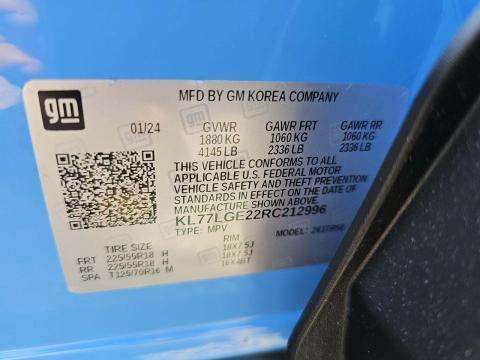 gm
MFD BY GM KOREA COMPANY
01/24 GVWR GAWR FRT GAWR RR
1880 KG 1060 KG 1060 KG
4145 LB 2336 LB 2336 LB
THIS VEHICLE CONFORMS TO ALL
APPLICABLE U.S. FEDERAL MOTOR
VEHICLE SAFETY AND THEFT PREVENTION
STANDARDS IN EFFECT ON THE DATE OF
MANUFACTURE SHOWN ABOVE.
KL77LGE22RC212996
TYPE: MPV MODEL:
TIRE SIZE RIM
FRT 225/55R18 H 18X7.5J
RR 225/55R18 H 18X7.5J
SPA T125/70R16 M 16X4BT